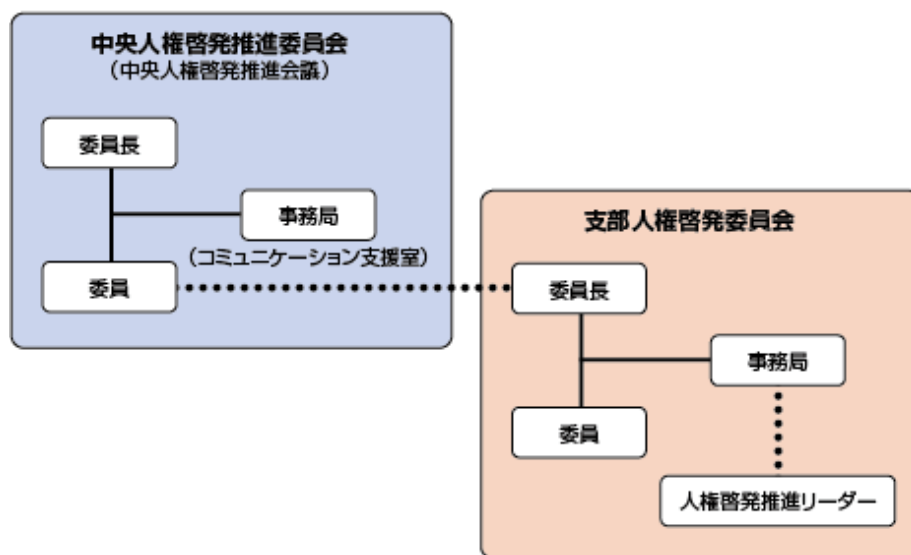 中央人権啓発推進委員会
（中央人権啓発推進会議）
委員長
事務局
（コミュニケーション支援室）
委員
支部人権啓発委員会
委員長
事務局
委員
人権啓発推進リーダー